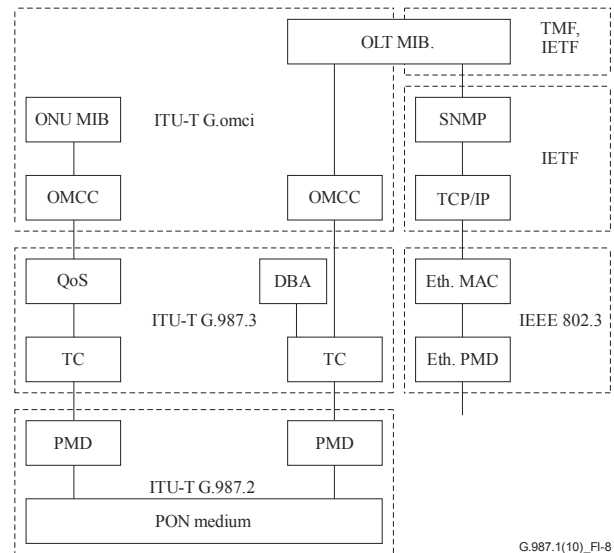 OLT MIB.
TMF,
IETF
ONU MIB
ITU-T G.omci
SNMP
IETF
OMCC
OMCC
TCP/IP
QoS
DBA
Eth. MAC
ITU-T G.987.3
IEEE 802.3
TC
TC
Eth. PMD
PMD
PMD
ITU-T G.987.2
PON medium
G.987.1(10)_FI-8